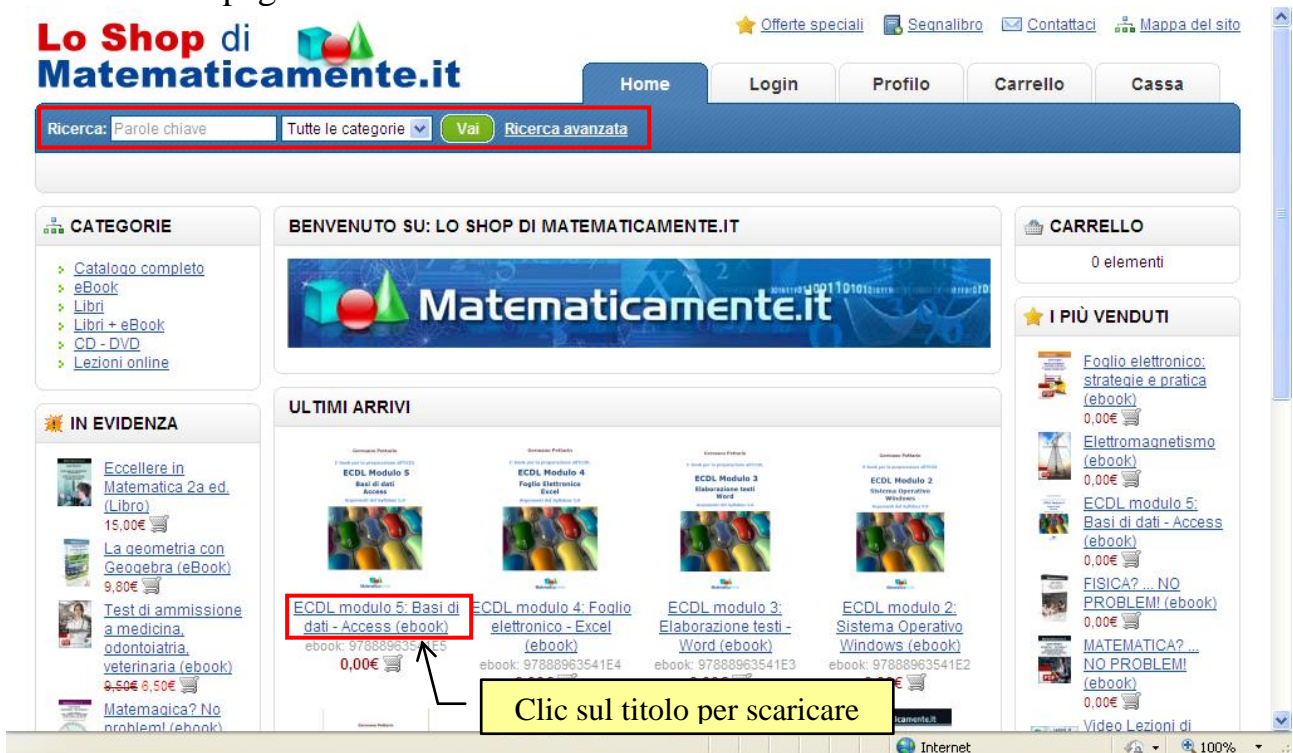 Offerte speciali Segnalibro Contattaci Mappa del sito
Lo Shop di
Matematicamente.it
Home Login Profilo Carrello Cassa
Ricerca: Parole chiave Tutte le categorie Vai Ricerca avanzata
CATEGORIE
Catalogo completo
eBook
Libri
Libri + eBook
CD - DVD
Lezioni online
IN EVIDENZA
Eccellere in
Matematica 2a ed.
(Libro)
15,00€
La geometria con
Geogebra (eBook)
9,80€
Test di ammissione
a medicina,
odontoiatria,
veterinaria (ebook)
9,50€ 6,50€
Matemagica? No
problem! (ebook)
BENVENUTO SU: LO SHOP DI MATEMATICAMENTE.IT
Matematicamente.it
ULTIMI ARRIVI
ECDL Modulo 5
Basi di dati
Access
ECDL Modulo 4
Foglio Elettronico
Excel
ECDL Modulo 3
Elaborazione testi
Word
ECDL Modulo 2
Sistema Operativo
Windows
ECDL modulo 5: Basi di
dati - Access (ebook)
ebook: 97888963541E5
0,00€
ECDL modulo 4: Foglio
elettronico - Excel
(ebook)
ebook: 97888963541E4
ECDL modulo 3:
Elaborazione testi -
Word (ebook)
ebook: 97888963541E3
ECDL modulo 2:
Sistema Operativo
Windows (ebook)
ebook: 97888963541E2
Clic sul titolo per scaricare
CARRELLO
0 elementi
I PIÙ VENDUTI
Foglio elettronico:
strategie e pratica
(ebook)
0,00€
Elettromagnetismo
(ebook)
0,00€
ECDL modulo 5:
Basi di dati - Access
(ebook)
0,00€
FISICA? ... NO
PROBLEM! (ebook)
0,00€
MATEMATICA? ...
NO PROBLEM!
(ebook)
0,00€
Video Lezioni di
Internet 100%